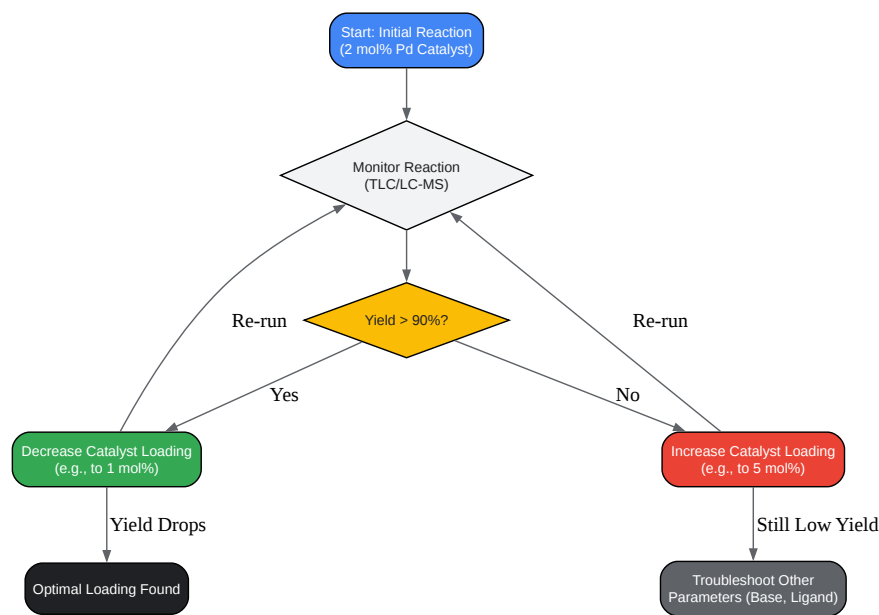 Start: Initial Reaction
(2 mol% Pd Catalyst)
Monitor Reaction
(TLC/LC-MS)
Re-run
Re-run
Yield > 90%?
Yes
No
Decrease Catalyst Loading
(e.g., to 1 mol%)
Increase Catalyst Loading
(e.g., to 5 mol%)
Yield Drops
Still Low Yield
Optimal Loading Found
Troubleshoot Other
Parameters (Base, Ligand)